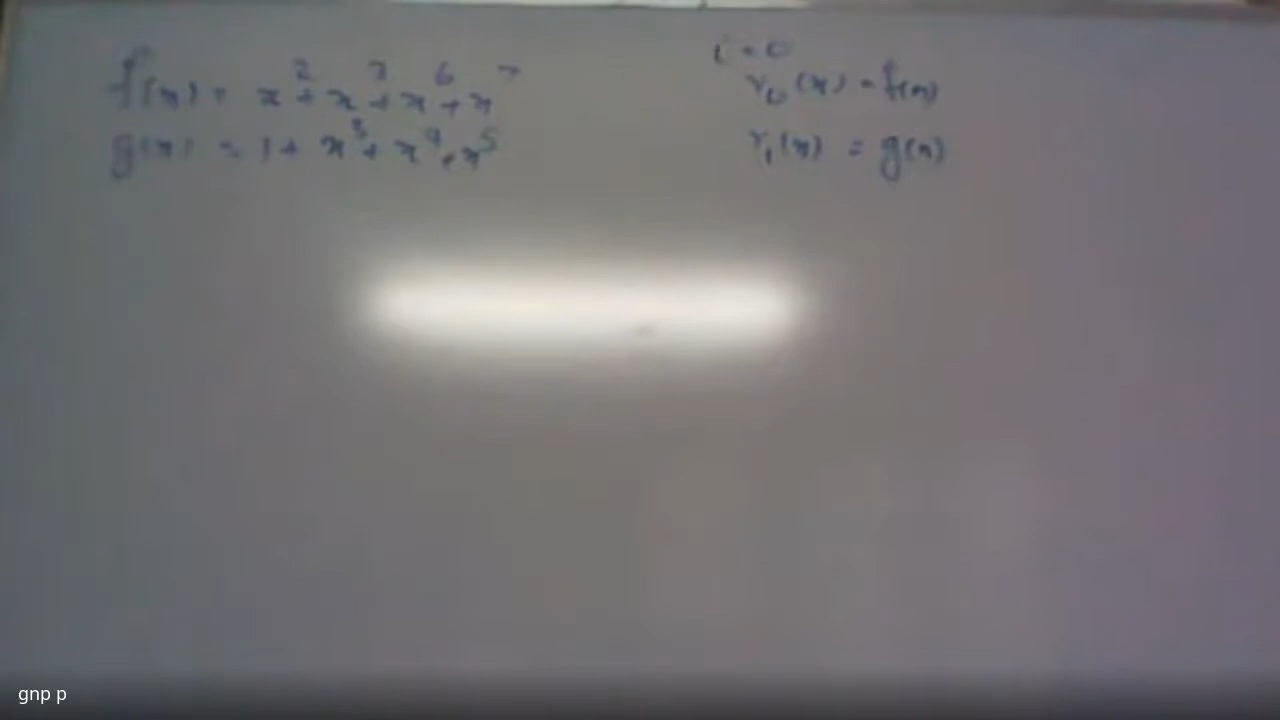 f(x) = x² + x³ + x⁶ + x⁷
g(x) = 1 + x³ + x⁴ + x⁵
i = 0
r₀(x) = f(x)
r₁(x) = g(x)
gnp p